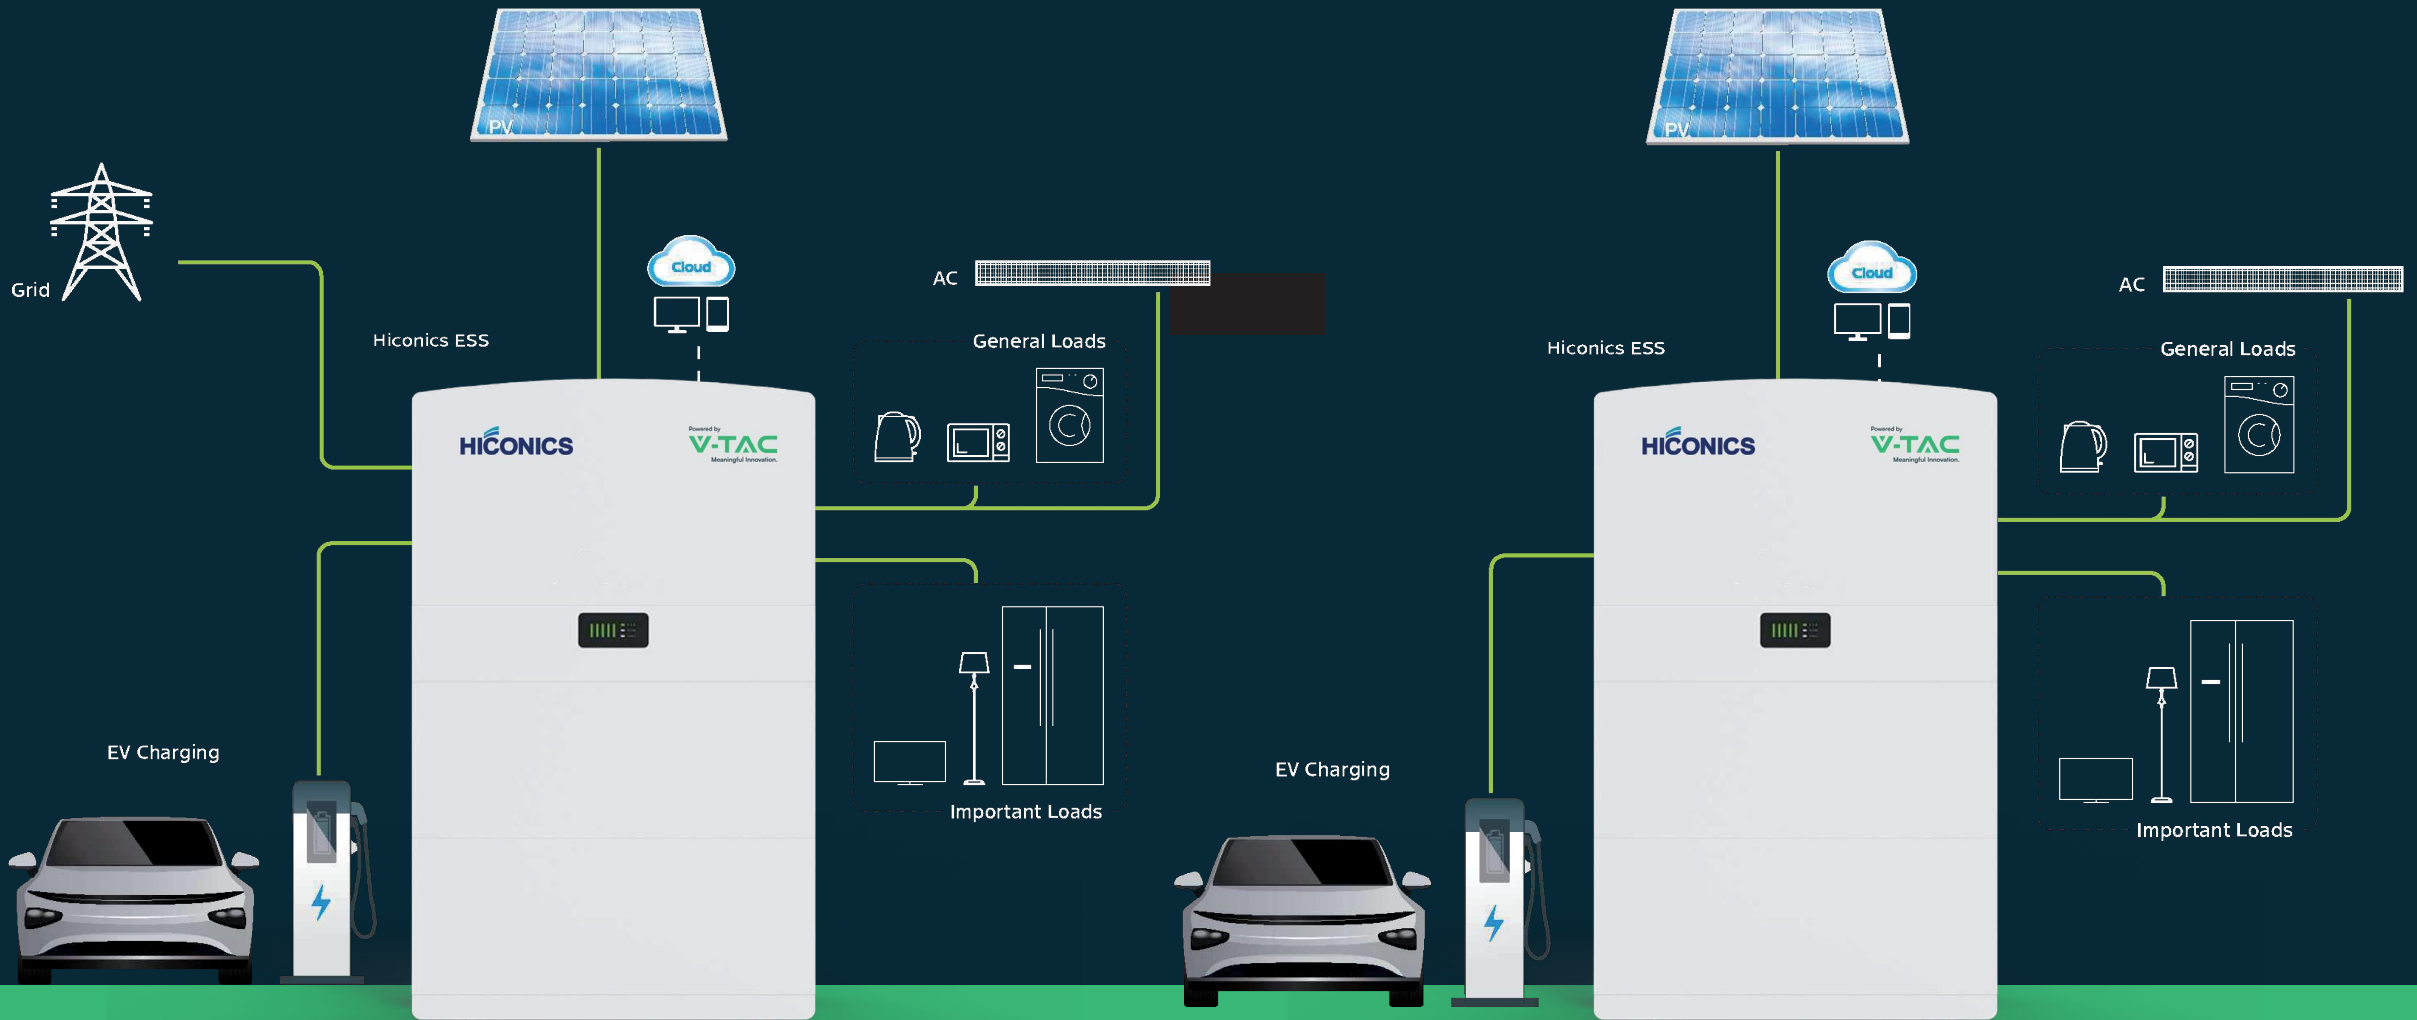 PV
Cloud
Grid
AC
Hiconics ESS
General Loads
HICONICS
Powered by
V-TAC
Meaningful Innovation.
EV Charging
Important Loads
PV
Cloud
AC
Hiconics ESS
General Loads
HICONICS
Powered by
V-TAC
Meaningful Innovation.
EV Charging
Important Loads